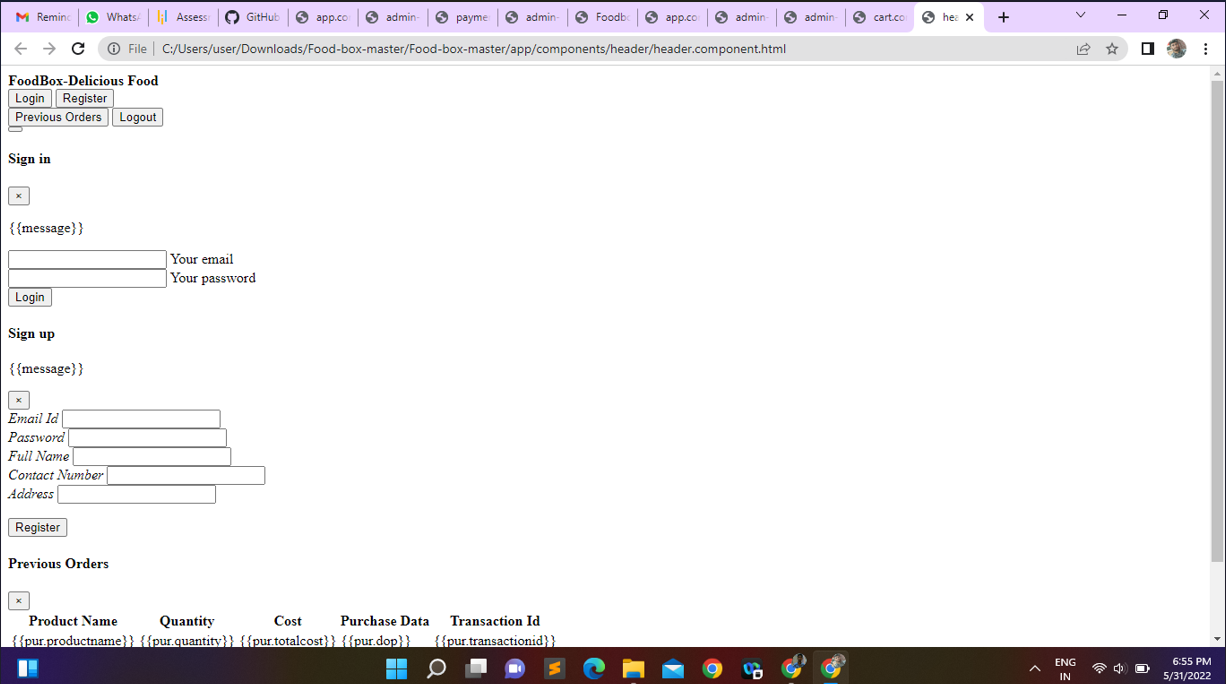 Remin WhatsA Assess GitHub app.co admin- payme admin- Foodbo app.co admin- admin- cart.co hea
File C:/Users/user/Downloads/Food-box-master/Food-box-master/app/components/header/header.component.html
FoodBox-Delicious Food
Login Register
Previous Orders Logout
Sign in
×
{{message}}
Your email
Your password
Login
Sign up
{{message}}
×
Email Id
Password
Full Name
Contact Number
Address
Register
Previous Orders
×
Product Name Quantity Cost Purchase Data Transaction Id
{{pur.productname}} {{pur.quantity}} {{pur.totalcost}} {{pur.dop}} {{pur.transactionid}}
ENG 6:55 PM
IN 5/31/2022